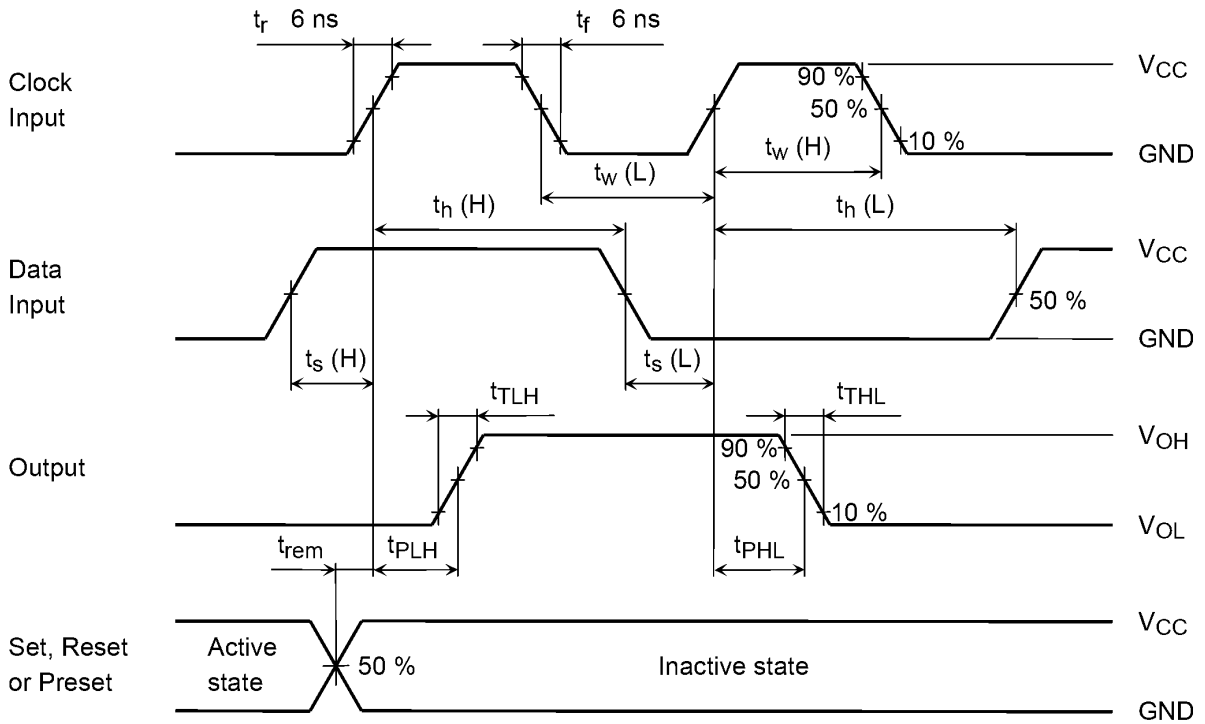 tr 6 ns tf 6 ns
Clock
Input
90 %
50 %
10 %
VCC
GND
tw (L)
tw (H)
th (H)
th (L)
Data
Input
VCC
50 %
GND
ts (H)
ts (L)
tTLH
tTHL
Output
90 %
50 %
10 %
VOH
VOL
trem
tPLH
tPHL
Set, Reset
or Preset
Active
state
50 %
Inactive state
VCC
GND